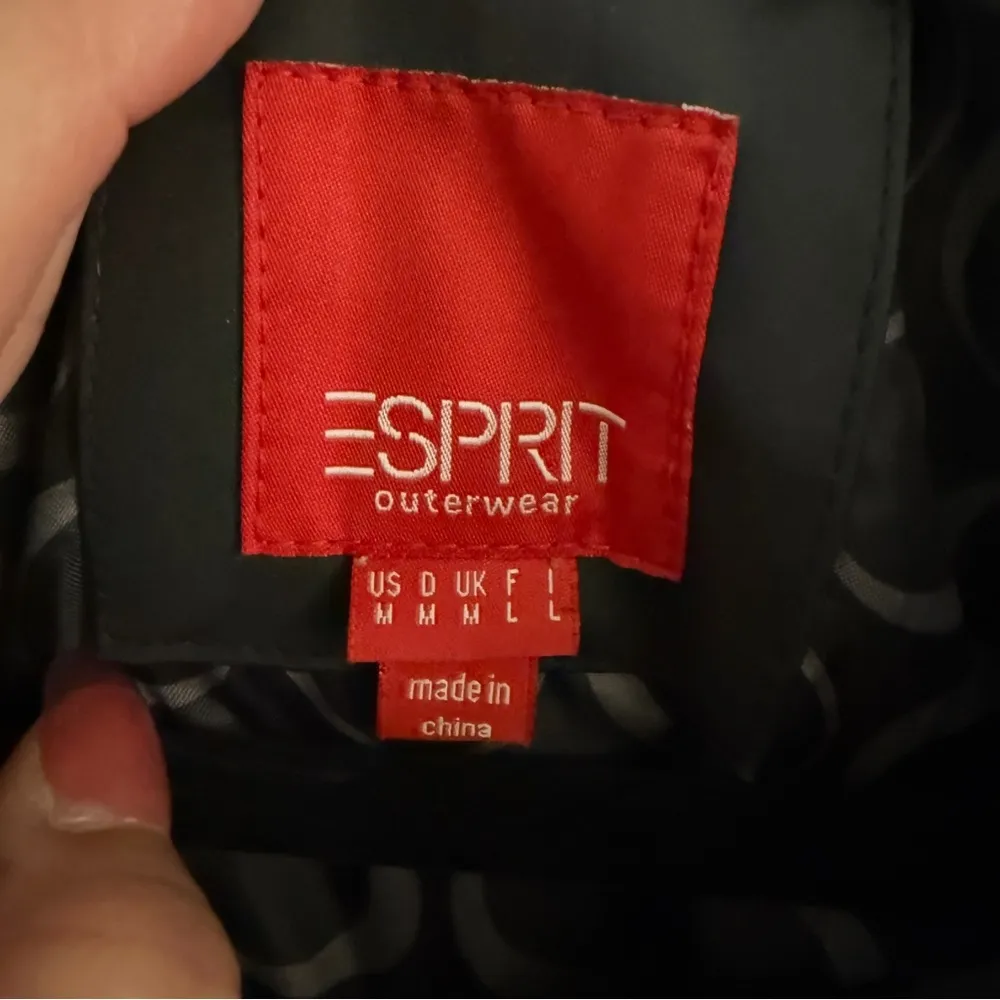 ESPRIT
outerwear
US D UK F I
M M M L L
made in
china